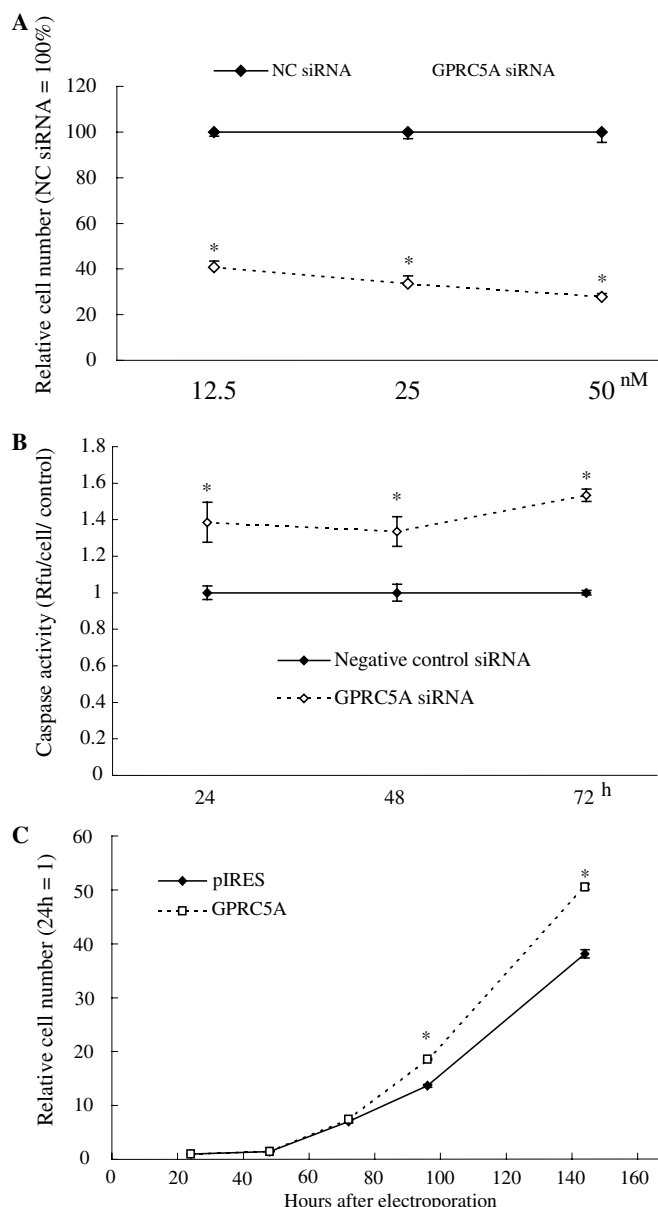 A
Relative cell number (NC siRNA = 100%)
NC siRNA GPRC5A siRNA
120
100
80
60
40
20
0
* * *
12.5 25 50 nM
B
Caspase activity (Rfu/cell/ control)
1.8
1.6
1.4
1.2
1
0.8
0.6
0.4
0.2
0
* * *
Negative control siRNA
GPRC5A siRNA
24 48 72 h
C
Relative cell number (24h = 1)
60
50
40
30
20
10
0
pIRES
GPRC5A
* *
0 20 40 60 80 100 120 140 160
Hours after electroporation